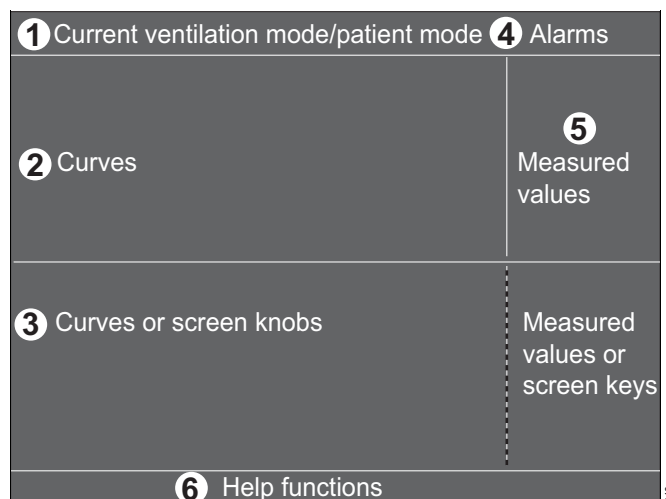 1 Current ventilation mode/patient mode
4 Alarms
2 Curves
5
Measured
values
3 Curves or screen knobs
Measured
values or
screen keys
6 Help functions